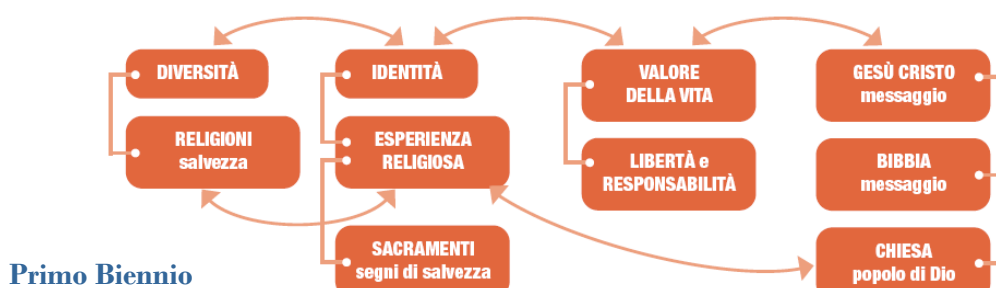 DIVERSITÀ
IDENTITÀ
VALORE
DELLA VITA
GESÙ CRISTO
messaggio
RELIGIONI
salvezza
ESPERIENZA
RELIGIOSA
LIBERTÀ e
RESPONSABILITÀ
BIBBIA
messaggio
SACRAMENTI
segni di salvezza
CHIESA
popolo di Dio
Primo Biennio